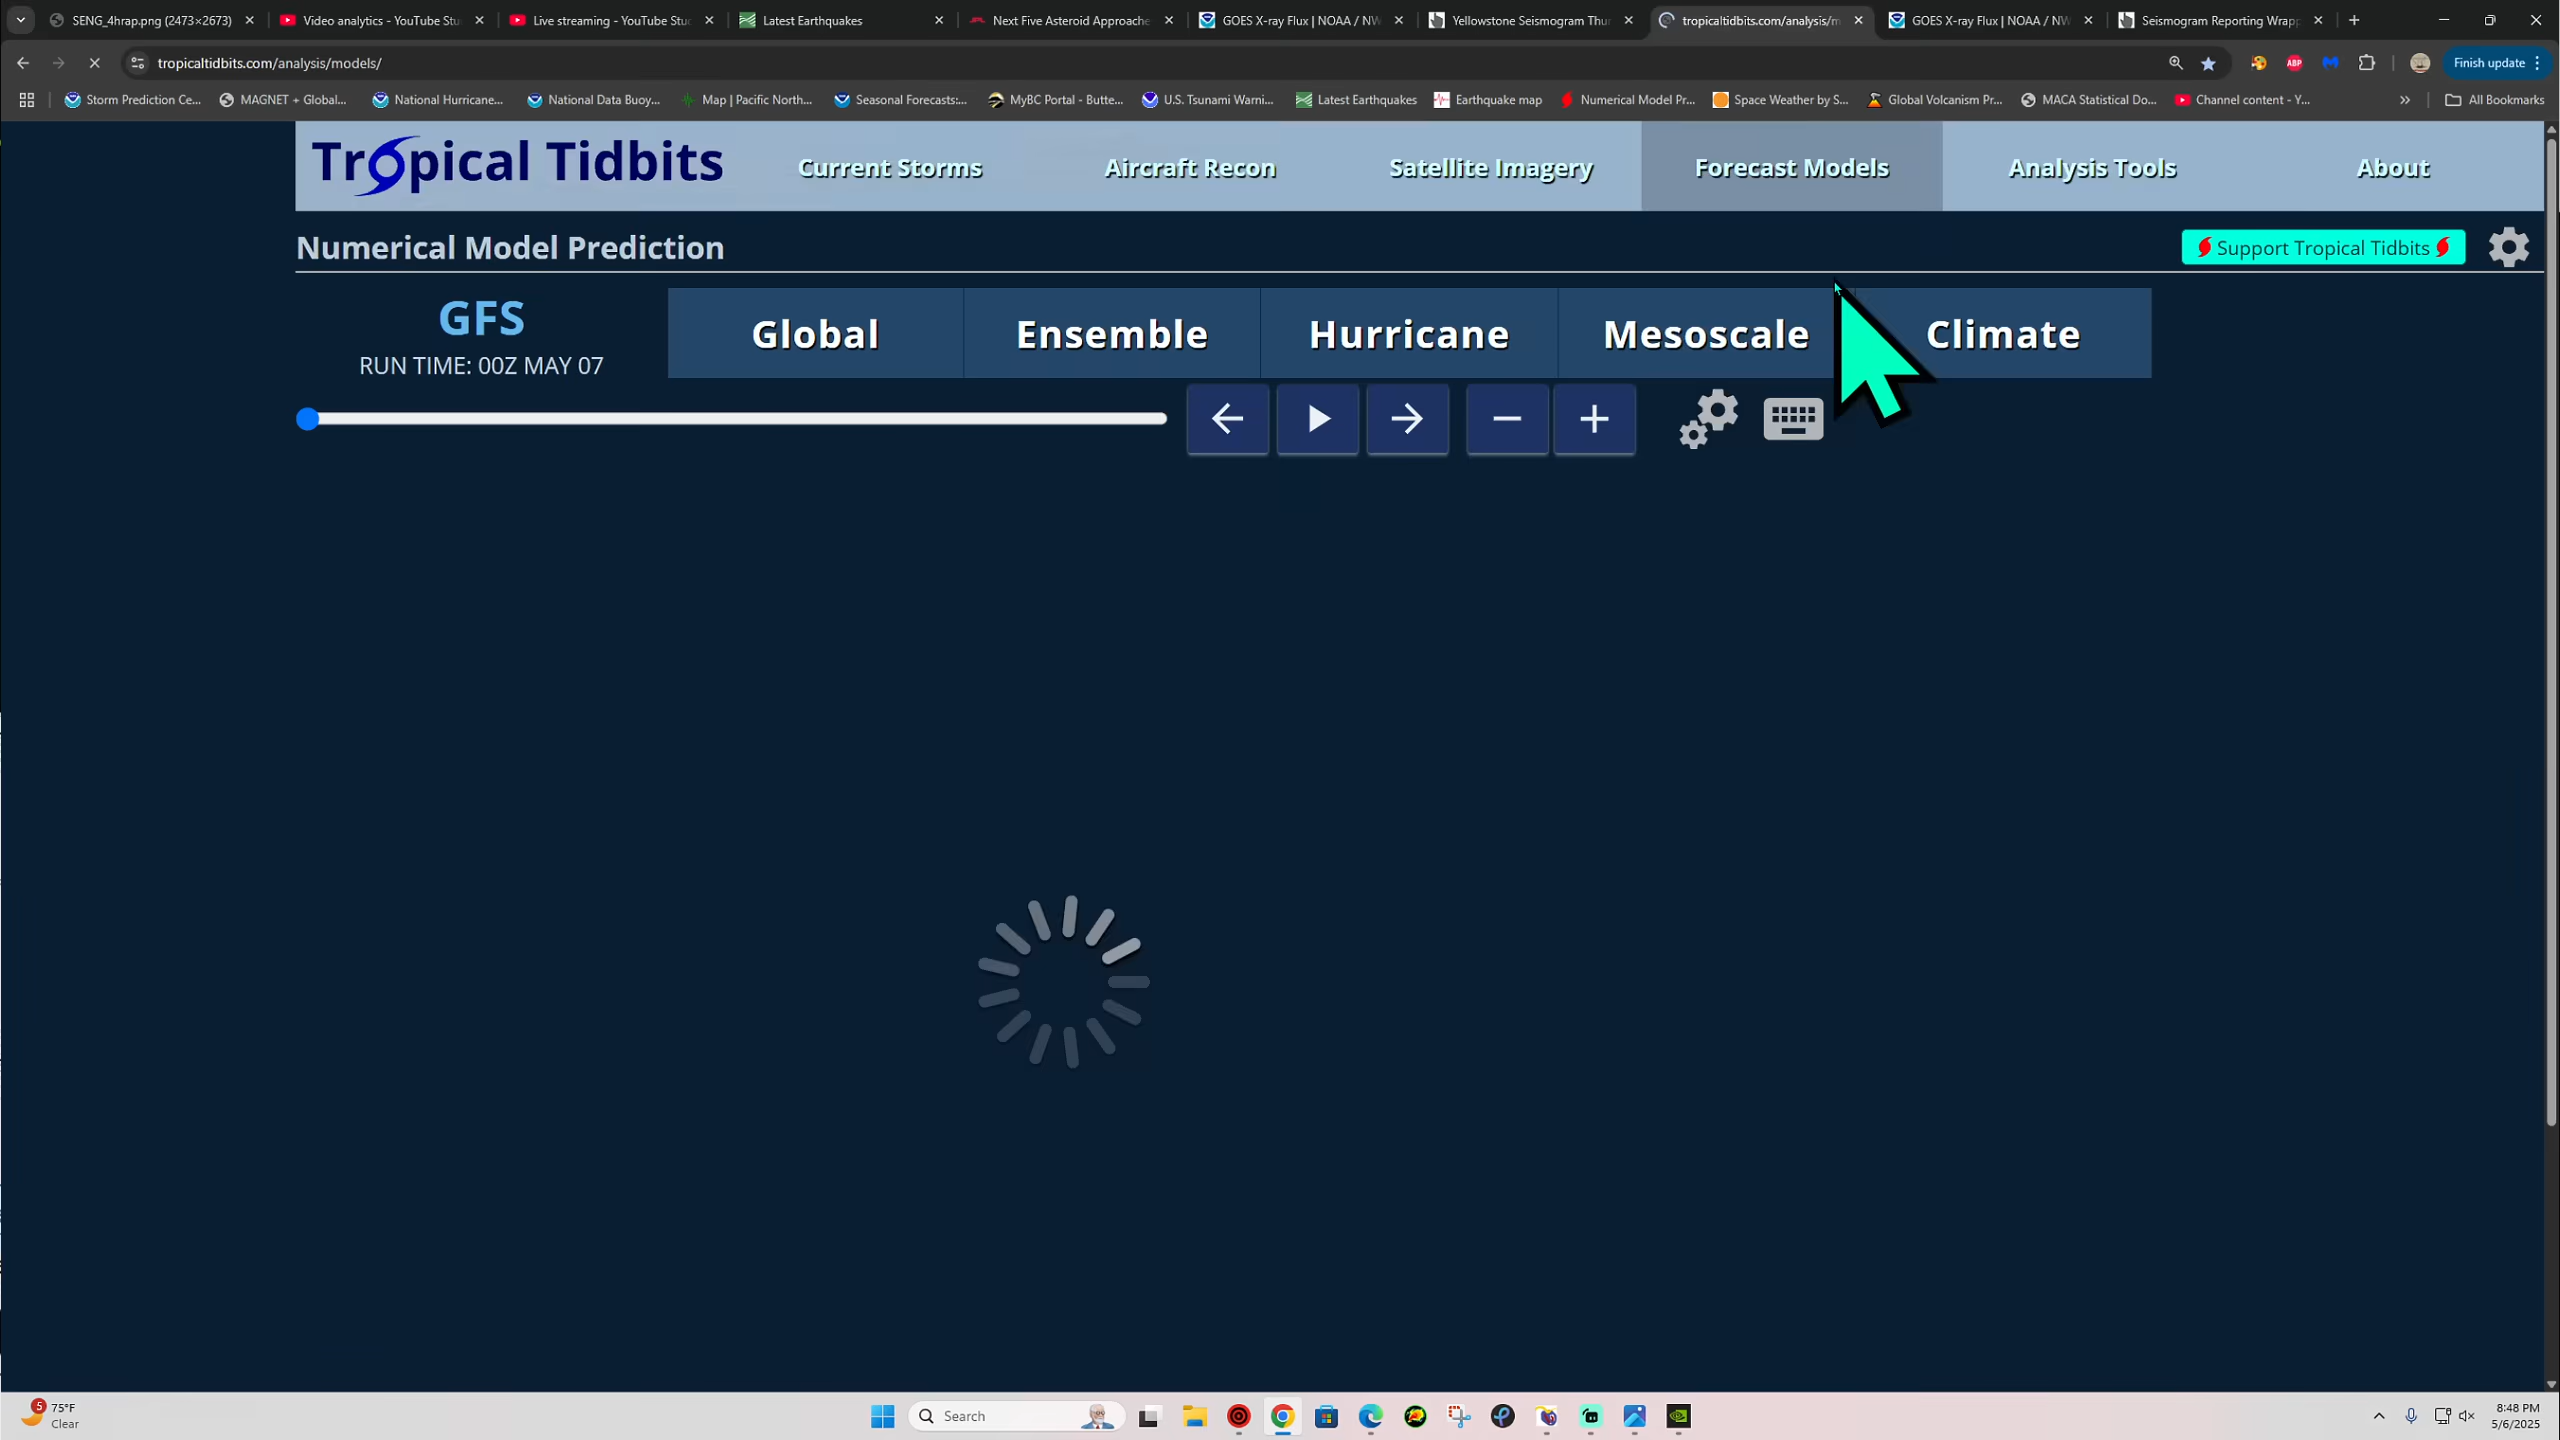 SENG_4hrap.png (2473×2673)
Video analytics - YouTube Stu
Live streaming - YouTube Stud
Latest Earthquakes
Next Five Asteroid Approache
GOES X-ray Flux | NOAA / NW
Yellowstone Seismogram Thu
tropicaltidbits.com/analysis/m
GOES X-ray Flux | NOAA / NW
Seismogram Reporting Wrapp
tropicaltidbits.com/analysis/models/
ABP
Finish update
Storm Prediction Ce...
MAGNET + Global...
National Hurricane...
National Data Buoy...
Map | Pacific North...
Seasonal Forecasts:...
MyBC Portal - Butte...
U.S. Tsunami Warni...
Latest Earthquakes
Earthquake map
Numerical Model Pr...
Space Weather by S...
Global Volcanism Pr...
MACA Statistical Do...
Channel content - Y...
All Bookmarks
Tropical Tidbits
Current Storms
Aircraft Recon
Satellite Imagery
Forecast Models
Analysis Tools
About
Numerical Model Prediction
Support Tropical Tidbits
GFS
RUN TIME: 00Z MAY 07
Global
Ensemble
Hurricane
Mesoscale
Climate
5
75°F
Clear
Search
8:48 PM
5/6/2025